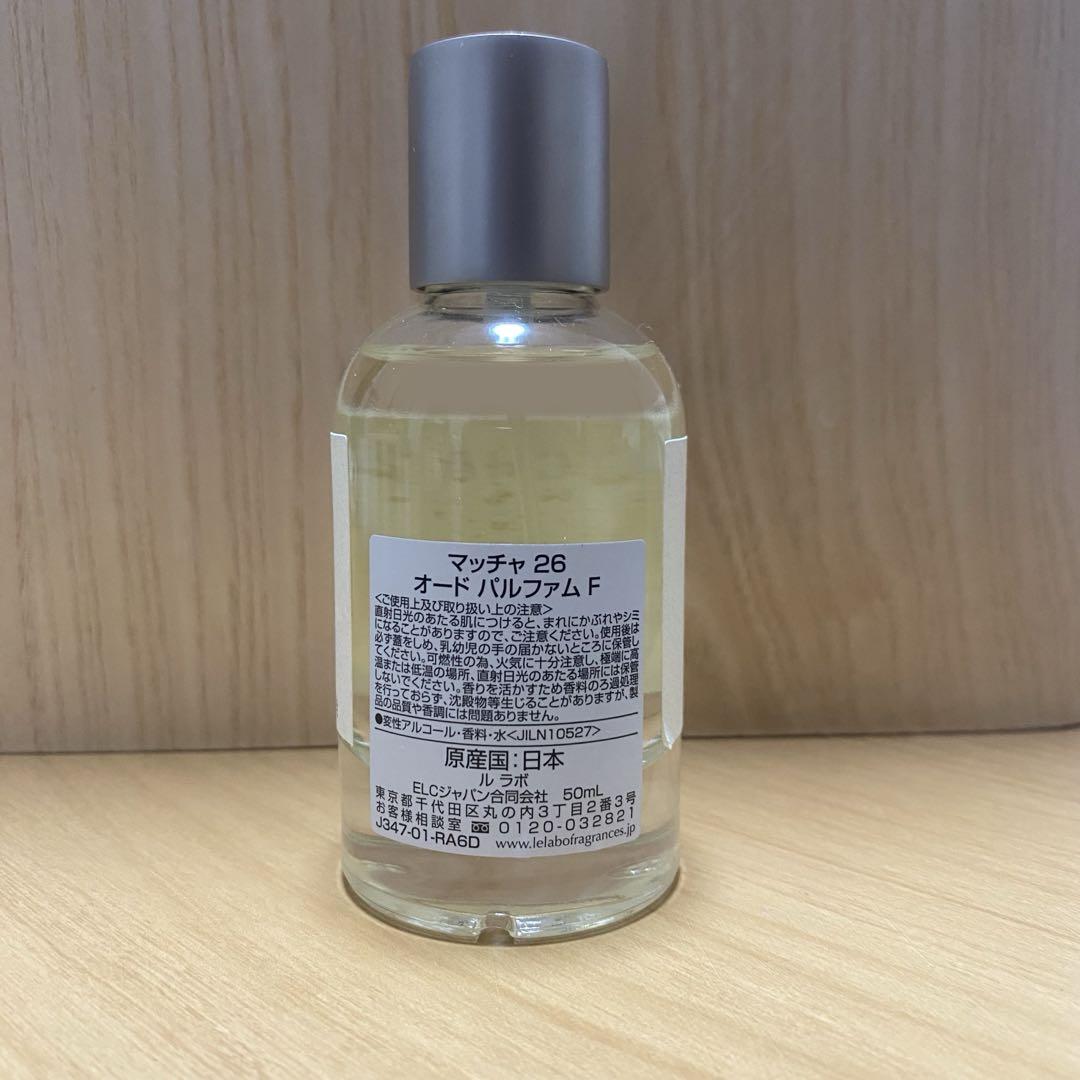 マッチャ 26
オード パルファム F
<ご使用上及び取り扱い上の注意>
直射日光のあたる肌につけると、まれにかぶれやシミ
になることがありますので、ご注意ください。使用後は
必ず蓋をしめ、乳幼児の手の届かないところに保管し
てください。可燃性の為、火気に十分注意し、極端に高
温または低温の場所、直射日光のあたる場所には保管
しないでください。香りを活かすため香料のろ過処理
を行っておらず、沈殿物等生じることがありますが、製
品の品質や香調には問題ありません。
●変性アルコール・香料・水<JILN10527>
原産国:日本
ル ラボ
ELCジャパン合同会社 50mL
東京都千代田区丸の内3丁目2番3号
お客様相談室 0120-032821
J347-01-RA6D www.lelabofragrances.jp